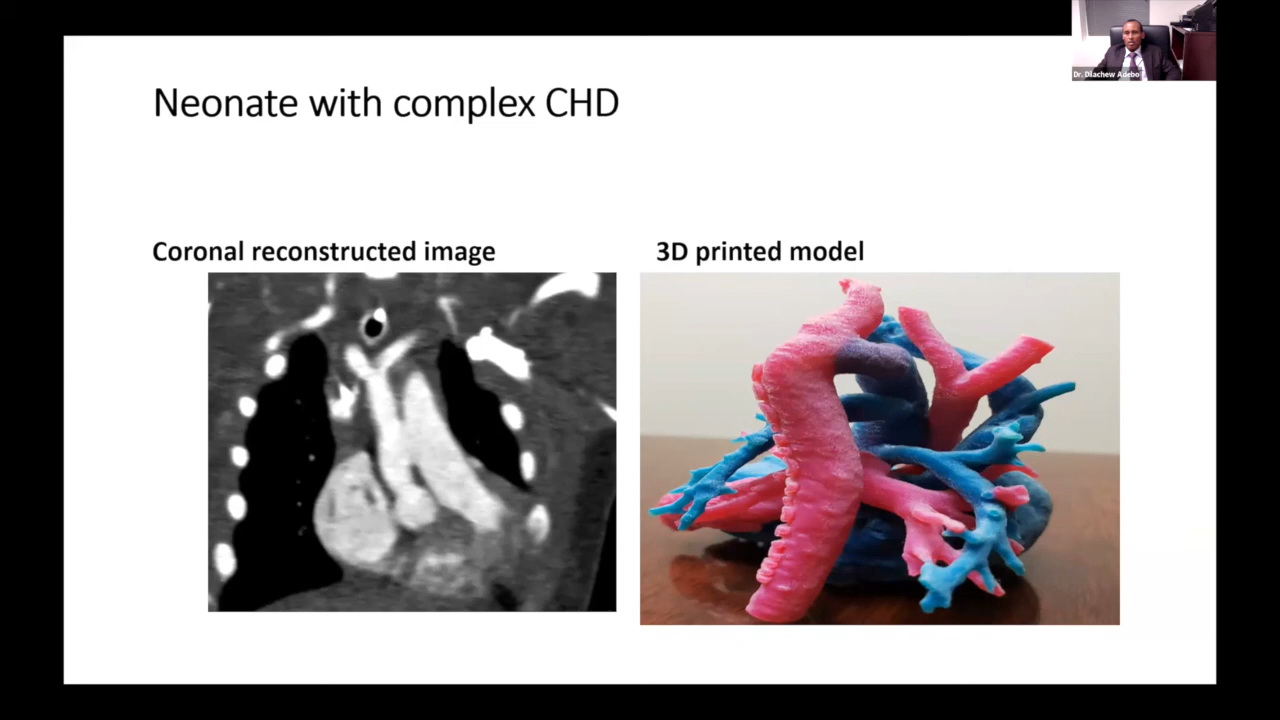 Dr. Dilachew Adebo
Neonate with complex CHD
Coronal reconstructed image
3D printed model